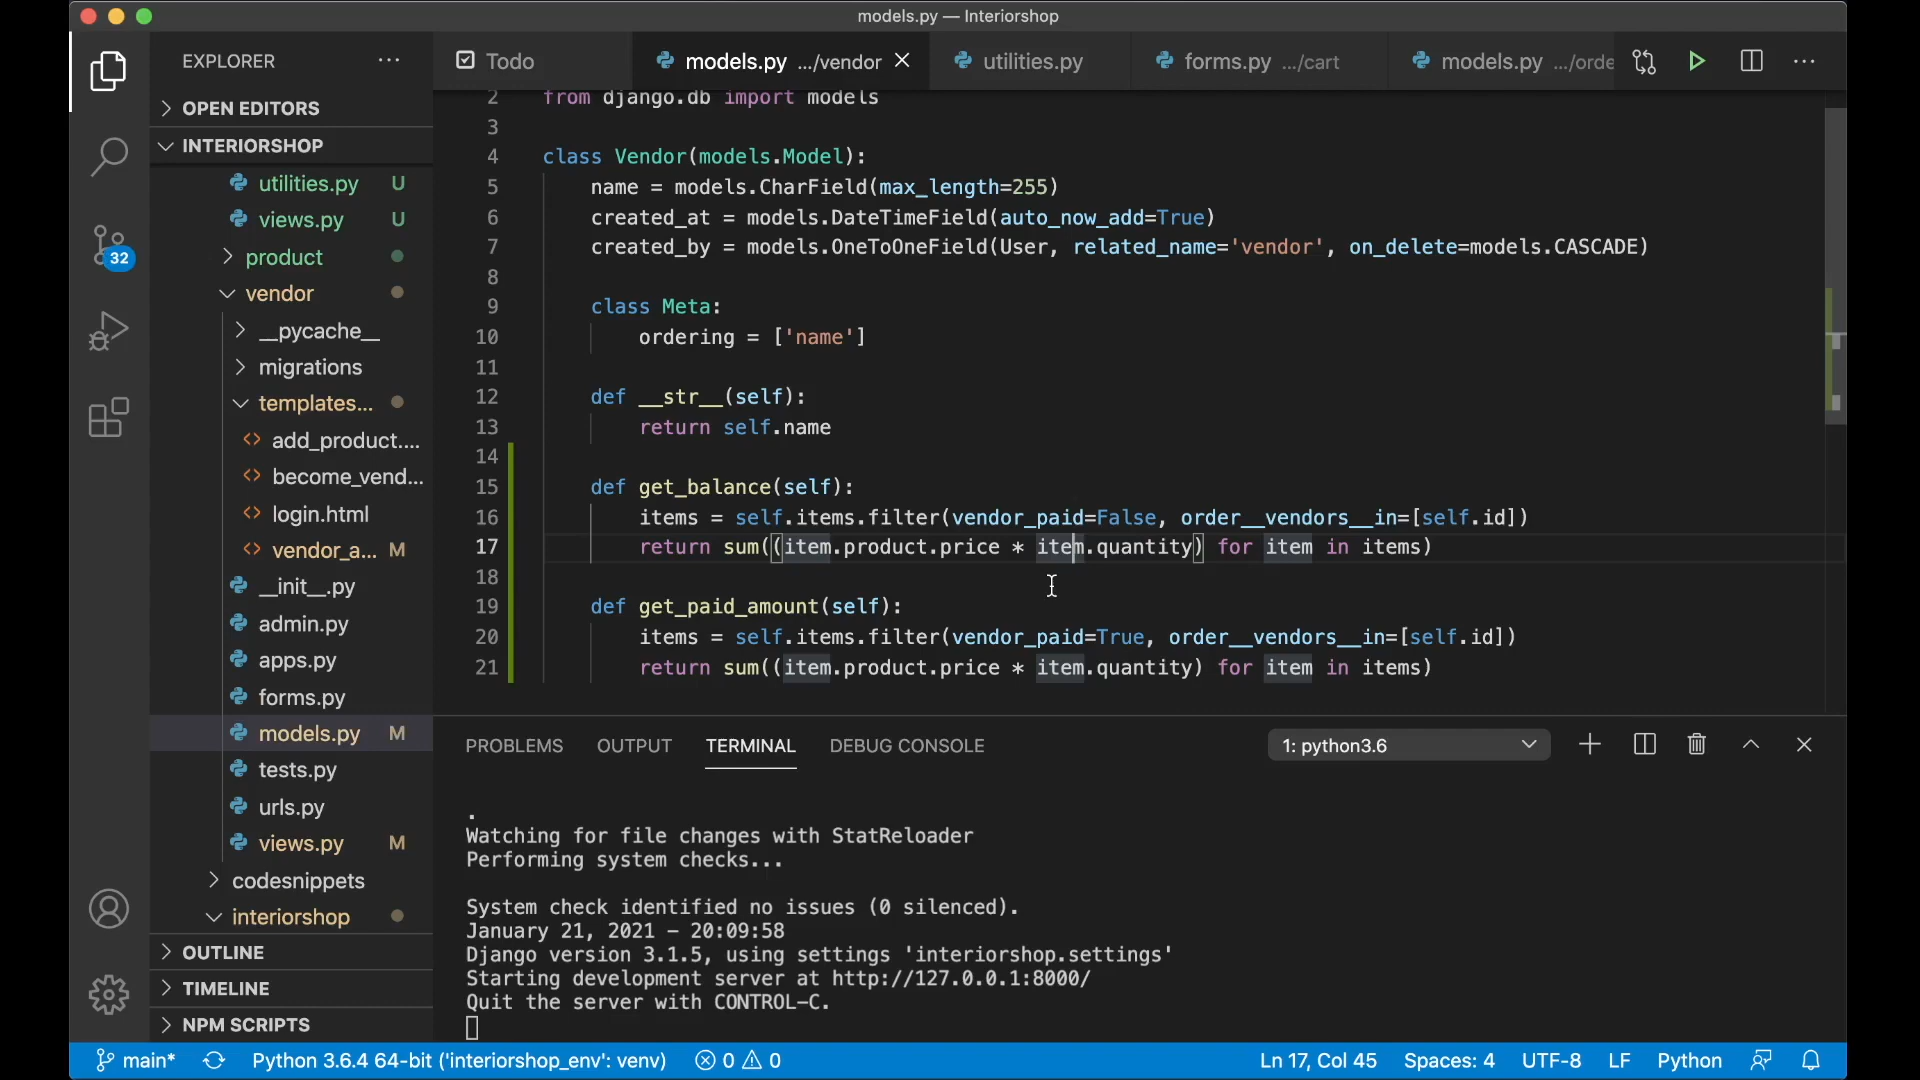 models.py — Interiorshop
EXPLORER
Todo
models.py .../vendor
utilities.py
forms.py .../cart
models.py .../orde
OPEN EDITORS
INTERIORSHOP
utilities.py U
views.py U
product
vendor
__pycache__
migrations
templates...
add_product....
become_vend...
login.html
vendor_a... M
__init__.py
admin.py
apps.py
forms.py
models.py M
tests.py
urls.py
views.py M
codesnippets
interiorshop
OUTLINE
TIMELINE
NPM SCRIPTS
32
2 from django.db import models
3
4 class Vendor(models.Model):
5 name = models.CharField(max_length=255)
6 created_at = models.DateTimeField(auto_now_add=True)
7 created_by = models.OneToOneField(User, related_name='vendor', on_delete=models.CASCADE)
8
9 class Meta:
10 ordering = ['name']
11
12 def __str__(self):
13 return self.name
14
15 def get_balance(self):
16 items = self.items.filter(vendor_paid=False, order__vendors__in=[self.id])
17 return sum((item.product.price * item.quantity) for item in items)
18
19 def get_paid_amount(self):
20 items = self.items.filter(vendor_paid=True, order__vendors__in=[self.id])
21 return sum((item.product.price * item.quantity) for item in items)
PROBLEMS OUTPUT TERMINAL DEBUG CONSOLE
1: python3.6
.
Watching for file changes with StatReloader
Performing system checks...
System check identified no issues (0 silenced).
January 21, 2021 - 20:09:58
Django version 3.1.5, using settings 'interiorshop.settings'
Starting development server at http://127.0.0.1:8000/
Quit the server with CONTROL-C.
main* Python 3.6.4 64-bit ('interiorshop_env': venv) 0 0 Ln 17, Col 45 Spaces: 4 UTF-8 LF Python